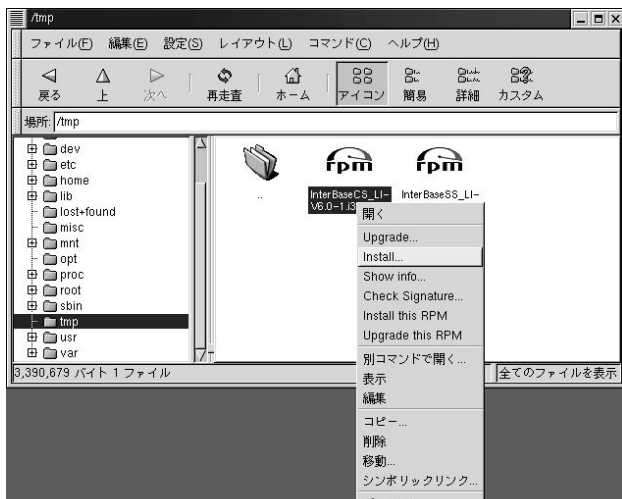 /tmp
ファイル(F) 編集(E) 設定(S) レイアウト(L) コマンド(C) ヘルプ(H)
戻る 上 次へ 再走査 ホーム アイコン 簡易 詳細 カスタム
場所: /tmp
dev
etc
home
lib
lost+found
misc
mnt
opt
proc
root
sbin
tmp
usr
var
..
rpm
InterBaseCS_LI-
V6.0-1.i3
rpm
InterBaseSS_LI-
開く
Upgrade...
Install...
Show info...
Check Signature...
Install this RPM
Upgrade this RPM
別コマンドで開く...
表示
編集
コピー...
削除
移動...
シンボリックリンク...
3,390,679 バイト 1 ファイル
全てのファイルを表示